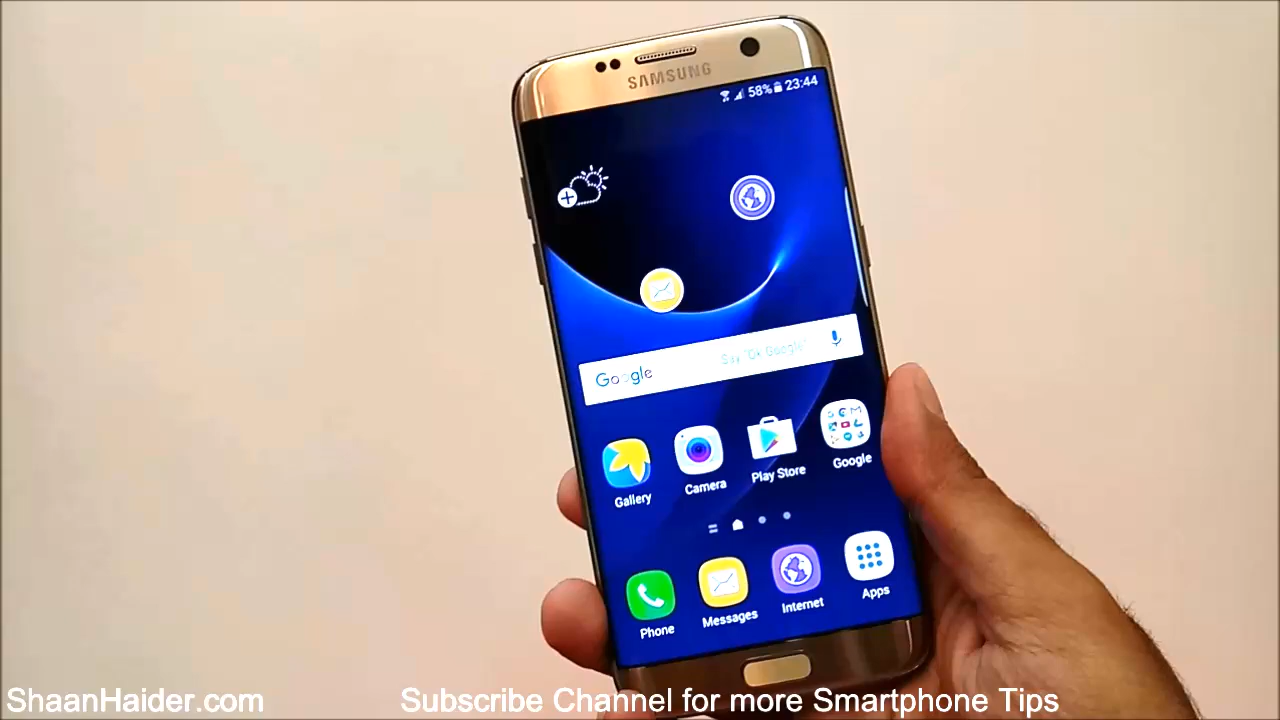 SAMSUNG
58% 23:44
Google Say "Ok Google"
Gallery Camera Play Store Google
Phone Messages Internet Apps
ShaanHaider.com Subscribe Channel for more Smartphone Tips